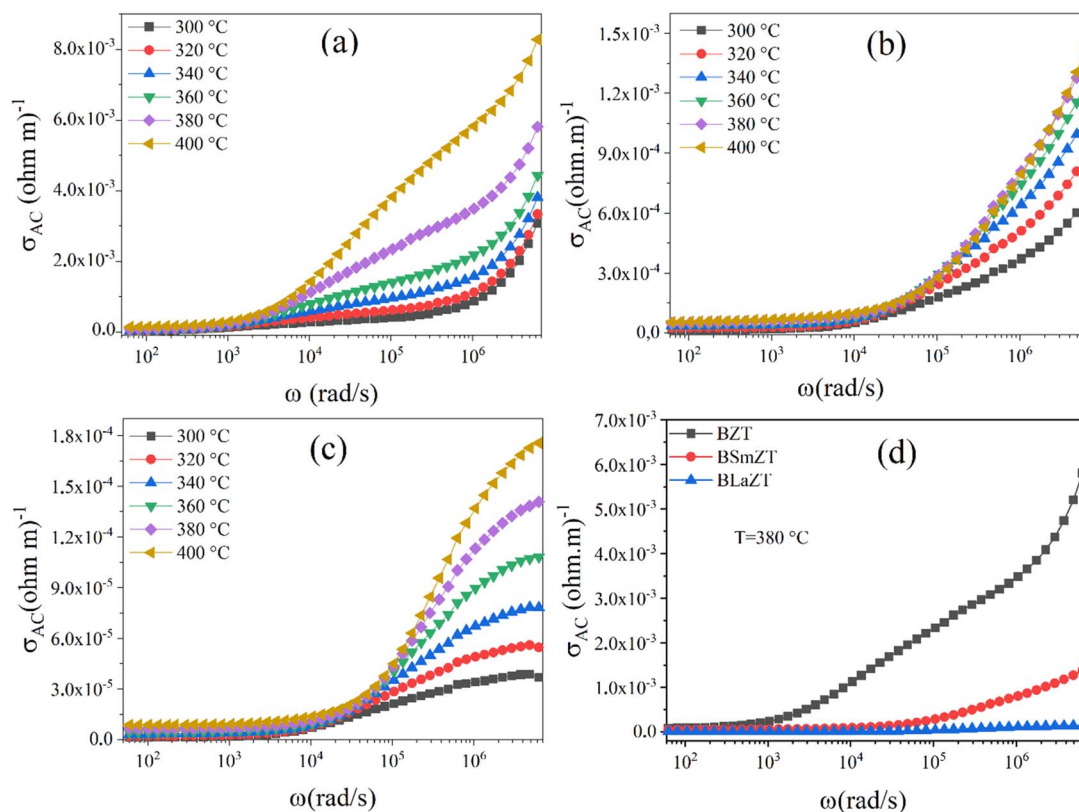 (a)
300 °C
320 °C
340 °C
360 °C
380 °C
400 °C
8.0x10⁻³
6.0x10⁻³
4.0x10⁻³
2.0x10⁻³
0.0
σ_AC (ohm m)⁻¹
10² 10³ 10⁴ 10⁵ 10⁶
ω (rad/s)
(b)
300 °C
320 °C
340 °C
360 °C
380 °C
400 °C
1.5x10⁻³
1.2x10⁻³
9.0x10⁻⁴
6.0x10⁻⁴
3.0x10⁻⁴
0.0
σ_AC (ohm.m)⁻¹
10² 10³ 10⁴ 10⁵ 10⁶
ω(rad/s)
(c)
300 °C
320 °C
340 °C
360 °C
380 °C
400 °C
1.8x10⁻⁴
1.5x10⁻⁴
1.2x10⁻⁴
9.0x10⁻⁵
6.0x10⁻⁵
3.0x10⁻⁵
0.0
σ_AC(ohm m)⁻¹
10² 10³ 10⁴ 10⁵ 10⁶
ω(rad/s)
(d)
BZT
BSmZT
BLaZT
T=380 °C
7.0x10⁻³
6.0x10⁻³
5.0x10⁻³
4.0x10⁻³
3.0x10⁻³
2.0x10⁻³
1.0x10⁻³
0.0
σ_AC (ohm.m)⁻¹
10² 10³ 10⁴ 10⁵ 10⁶
ω(rad/s)